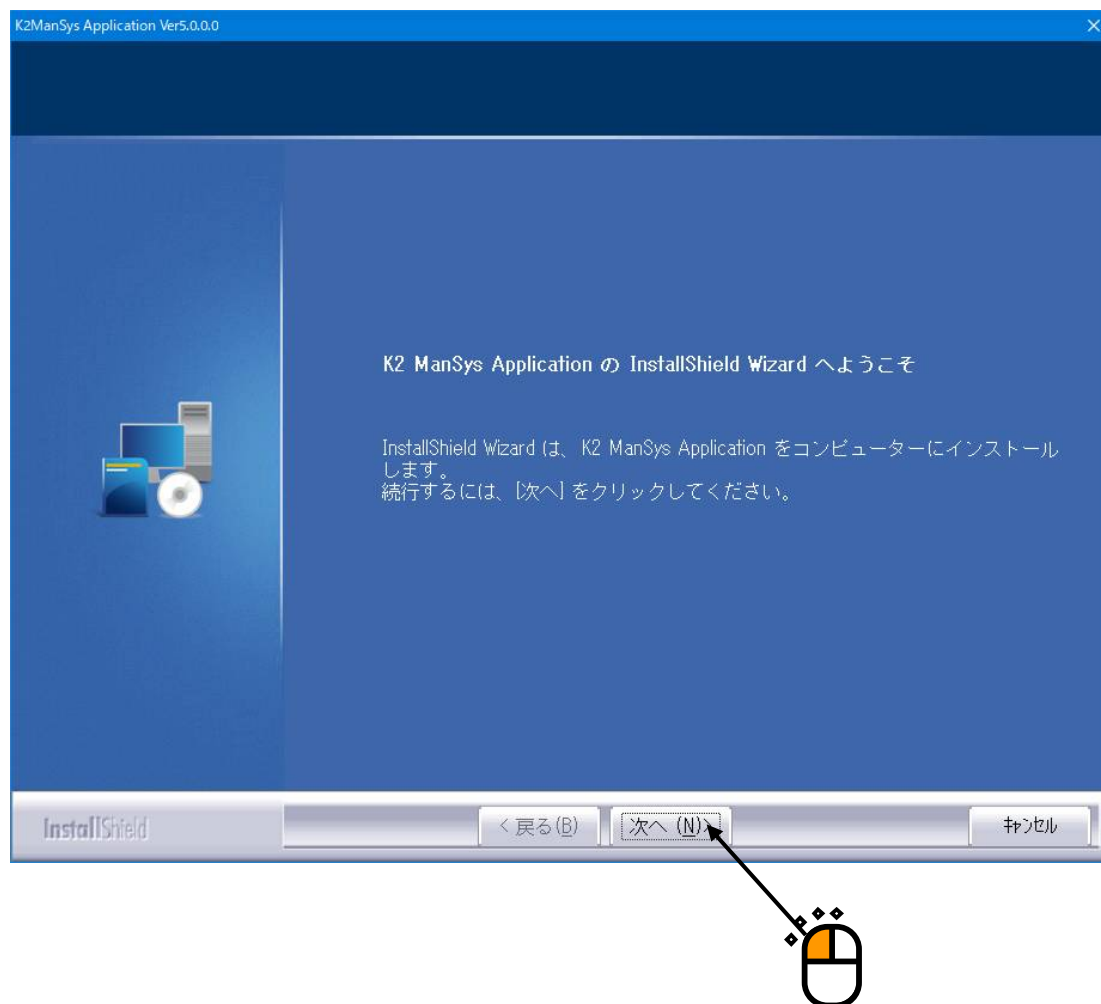 K2ManSys Application Ver5.0.0.0
K2 ManSys Application の InstallShield Wizard へようこそ
InstallShield Wizard は、K2 ManSys Application をコンピューターにインストール
します。
続行するには、[次へ] をクリックしてください。
InstallShield
< 戻る(B)
次へ (N)>
ｷｬﾝｾﾙ